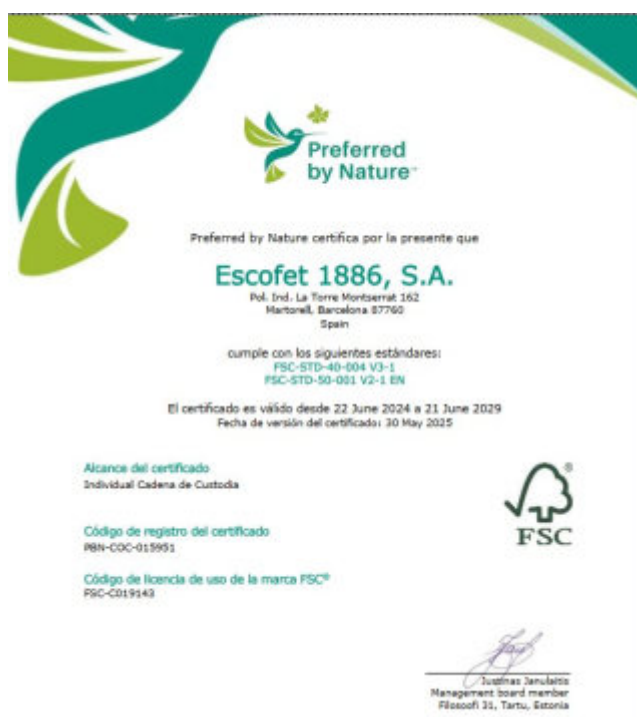 Preferred
by Nature™
Preferred by Nature certifica por la presente que
Escofet 1886, S.A.
Pol. Ind. La Torre Montserrat 162
Martorell, Barcelona 87760
Spain
cumple con los siguientes estándares:
FSC-STD-40-004 V3-1
FSC-STD-50-001 V2-1 EN
El certificado es válido desde 22 June 2024 a 21 June 2029
Fecha de versión del certificado: 30 May 2025
Alcance del certificado
Individual Cadena de Custodia
Código de registro del certificado
PBN-COC-015951
Código de licencia de uso de la marca FSC®
FSC-C019143
®
FSC
Justinas Janulaitis
Management board member
Filosoofi 31, Tartu, Estonia